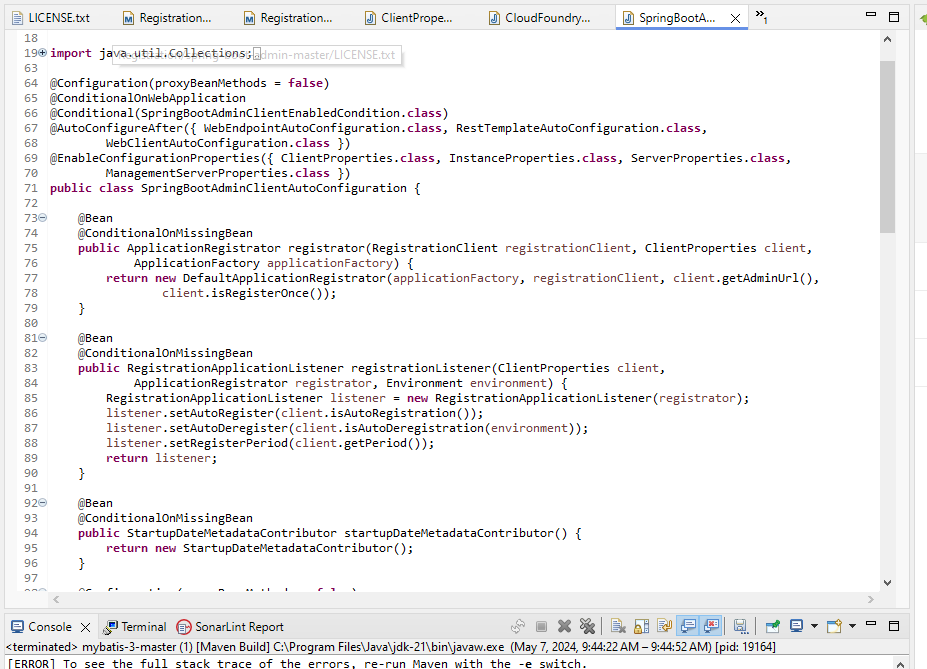 LICENSE.txt Registration... Registration... ClientPrope... CloudFoundry... SpringBootA... »1
18
19 import java.util.Collections;
63
64 @Configuration(proxyBeanMethods = false)
65 @ConditionalOnWebApplication
66 @Conditional(SpringBootAdminClientEnabledCondition.class)
67 @AutoConfigureAfter({ WebEndpointAutoConfiguration.class, RestTemplateAutoConfiguration.class,
68 WebClientAutoConfiguration.class })
69 @EnableConfigurationProperties({ ClientProperties.class, InstanceProperties.class, ServerProperties.class,
70 ManagementServerProperties.class })
71 public class SpringBootAdminClientAutoConfiguration {
72
73 @Bean
74 @ConditionalOnMissingBean
75 public ApplicationRegistrator registrator(RegistrationClient registrationClient, ClientProperties client,
76 ApplicationFactory applicationFactory) {
77 return new DefaultApplicationRegistrator(applicationFactory, registrationClient, client.getAdminUrl(),
78 client.isRegisterOnce());
79 }
80
81 @Bean
82 @ConditionalOnMissingBean
83 public RegistrationApplicationListener registrationListener(ClientProperties client,
84 ApplicationRegistrator registrator, Environment environment) {
85 RegistrationApplicationListener listener = new RegistrationApplicationListener(registrator);
86 listener.setAutoRegister(client.isAutoRegistration());
87 listener.setAutoDeregister(client.isAutoDeregistration(environment));
88 listener.setRegisterPeriod(client.getPeriod());
89 return listener;
90 }
91
92 @Bean
93 @ConditionalOnMissingBean
94 public StartupDateMetadataContributor startupDateMetadataContributor() {
95 return new StartupDateMetadataContributor();
96 }
97
Console Terminal SonarLint Report
<terminated> mybatis-3-master (1) [Maven Build] C:\Program Files\Java\jdk-21\bin\javaw.exe (May 7, 2024, 9:44:22 AM – 9:44:52 AM) [pid: 19164]
[ERROR] To see the full stack trace of the errors, re-run Maven with the -e switch.